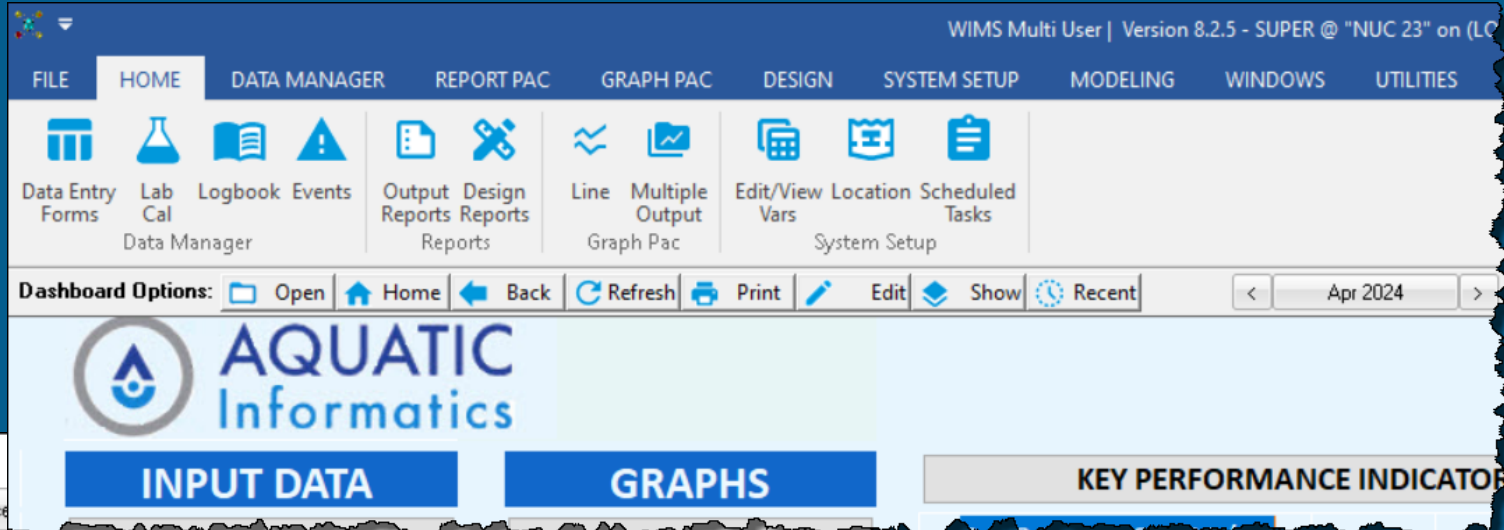 WIMS Multi User | Version 8.2.5 - SUPER @ "NUC 23" on (LO
FILE HOME DATA MANAGER REPORT PAC GRAPH PAC DESIGN SYSTEM SETUP MODELING WINDOWS UTILITIES
Data Entry Lab Logbook Events Output Design Line Multiple Edit/View Location Scheduled
Forms Cal Reports Reports Output Vars Tasks
Data Manager Reports Graph Pac System Setup
Dashboard Options: Open Home Back Refresh Print Edit Show Recent < Apr 2024 >
AQUATIC
Informatics
INPUT DATA GRAPHS KEY PERFORMANCE INDICATO